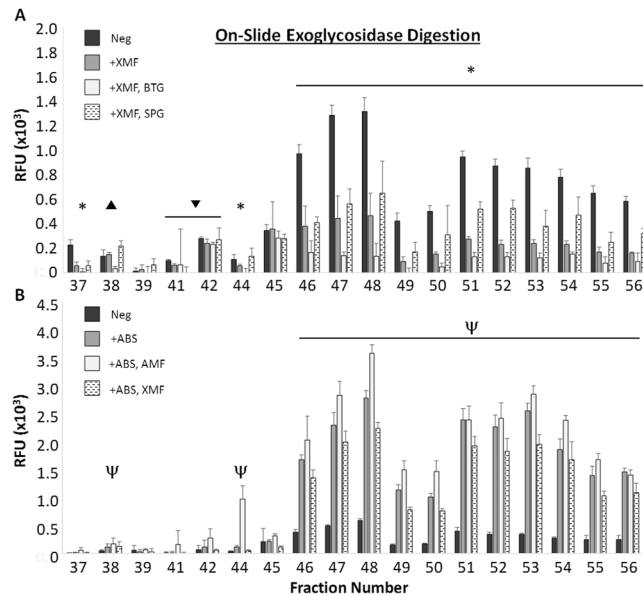 A
On-Slide Exoglycosidase Digestion
2.0
1.8
1.6
1.4
1.2
1.0
0.8
0.6
0.4
0.2
0
RFU (x10³)
Neg
+XMF
+XMF, BTG
+XMF, SPG
* ▲ ▼ * *
37 38 39 41 42 44 45 46 47 48 49 50 51 52 53 54 55 56
B
4.5
4.0
3.5
3.0
2.5
2.0
1.5
1.0
0.5
0
RFU (x10³)
Neg
+ABS
+ABS, AMF
+ABS, XMF
Ψ Ψ Ψ
37 38 39 41 42 44 45 46 47 48 49 50 51 52 53 54 55 56
Fraction Number